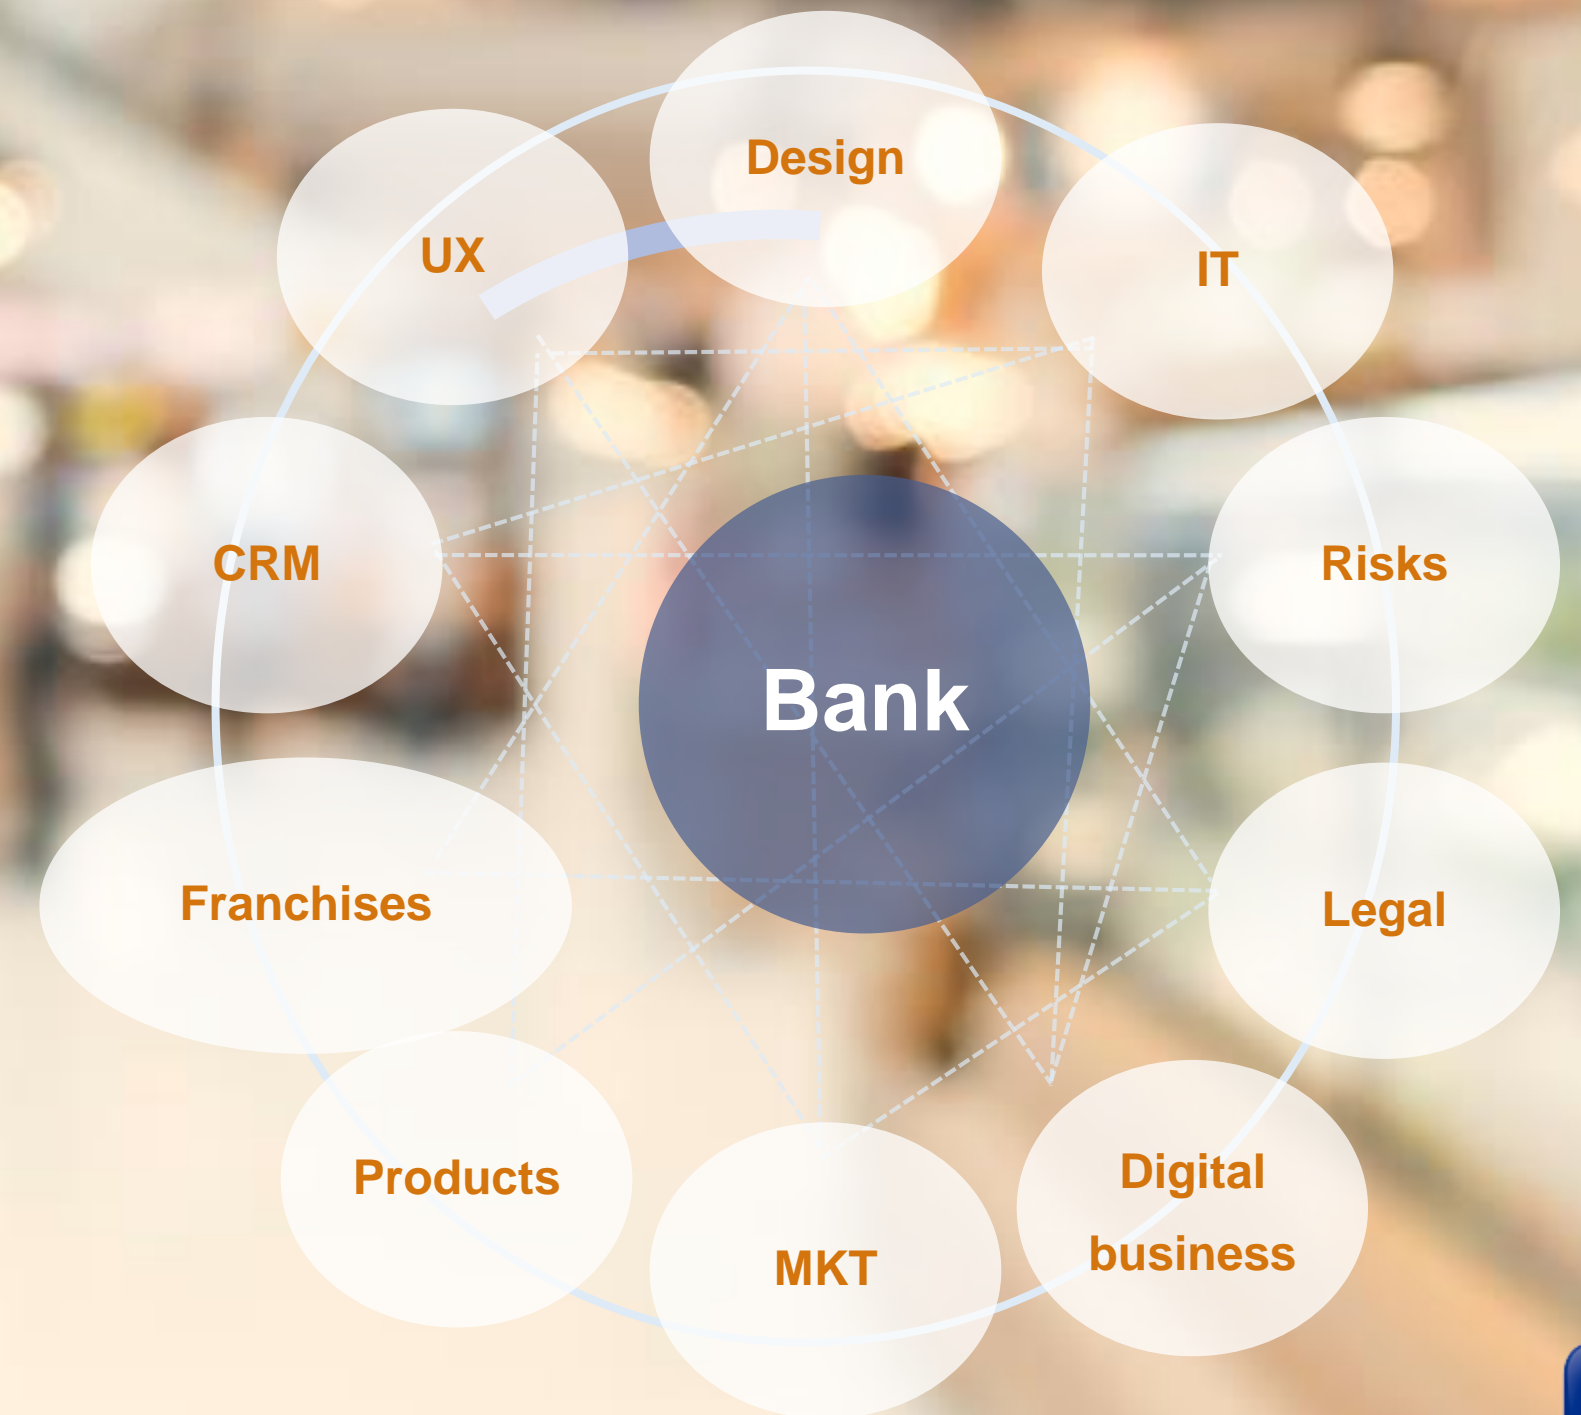 Design
UX
IT
CRM
Risks
Bank
Franchises
Legal
Products
Digital
business
MKT